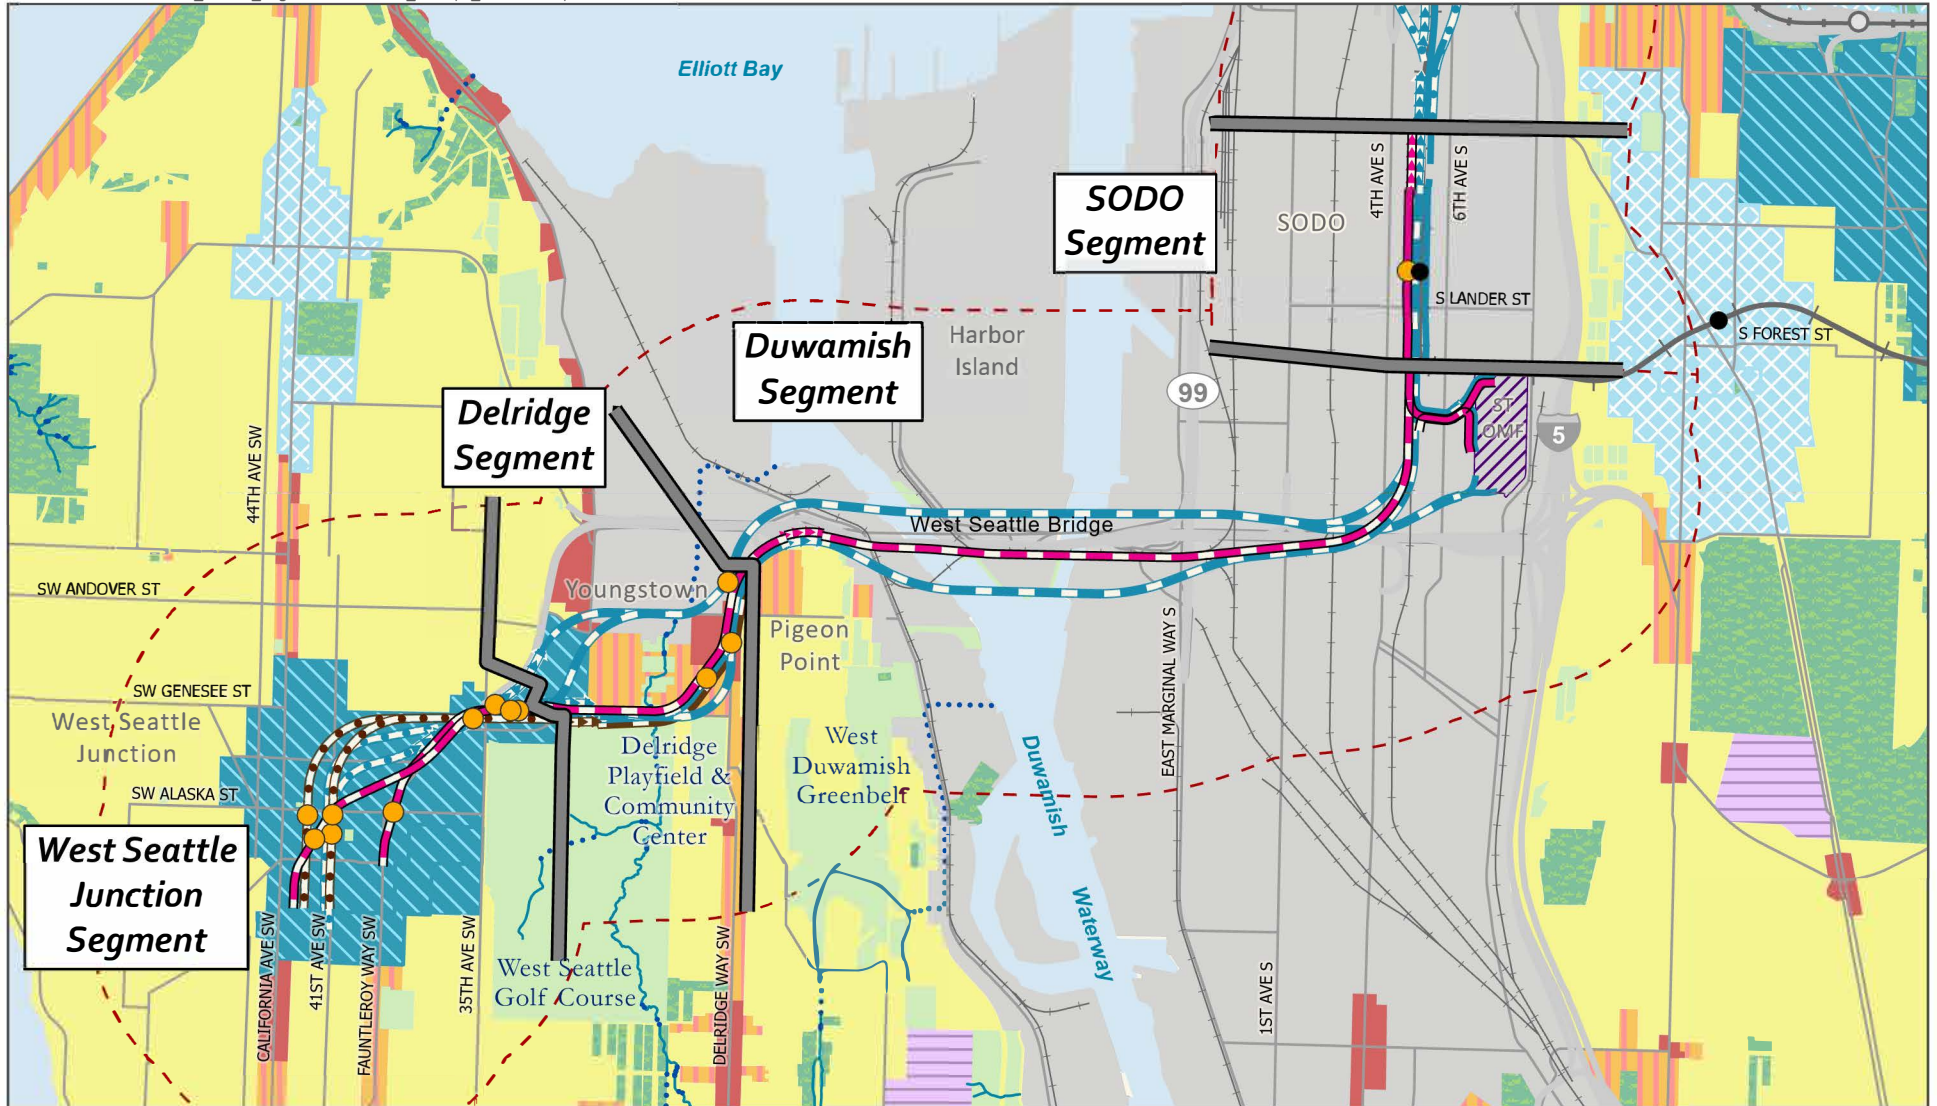 Elliott Bay
SODO
Segment
SODO
4TH AVE S
6TH AVE S
S LANDER ST
S FOREST ST
Harbor
Island
Duwamish
Segment
99
ST
OMF
5
Delridge
Segment
44TH AVE SW
West Seattle Bridge
SW ANDOVER ST
Youngstown
Pigeon
Point
EAST MARGINAL WAY S
SW GENESEE ST
West Seattle
Junction
Delridge
Playfield &
Community
Center
West
Duwamish
Greenbelt
Duwamish
Waterway
SW ALASKA ST
West Seattle
Junction
Segment
CALIFORNIA AVE SW
41ST AVE SW
FAUNTLEROY WAY SW
35TH AVE SW
West Seattle
Golf Course
DELRIDGE WAY SW
1ST AVE S